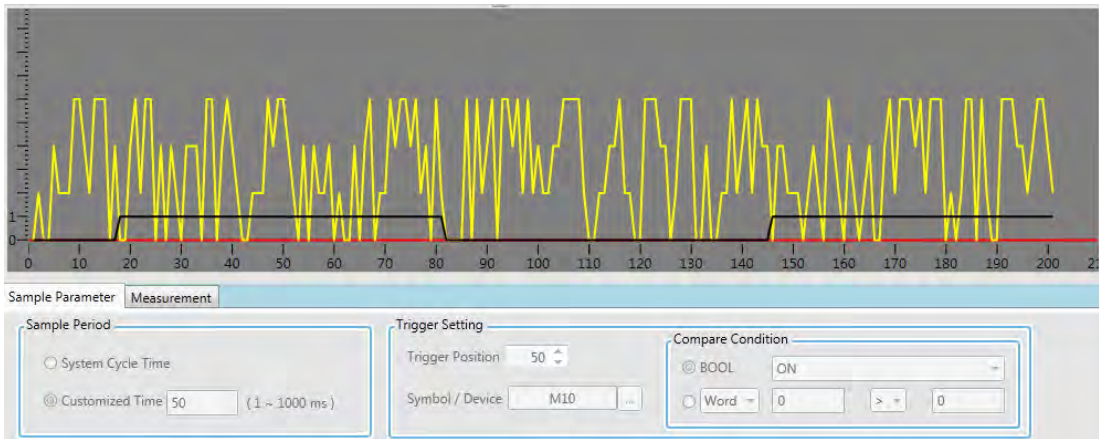 1
0
0 10 20 30 40 50 60 70 80 90 100 110 120 130 140 150 160 170 180 190 200 21
Sample Parameter Measurement
Sample Period
System Cycle Time
Customized Time 50 ( 1 ~ 1000 ms )
Trigger Setting
Trigger Position 50
Symbol / Device M10 ...
Compare Condition
BOOL ON
Word 0 > 0